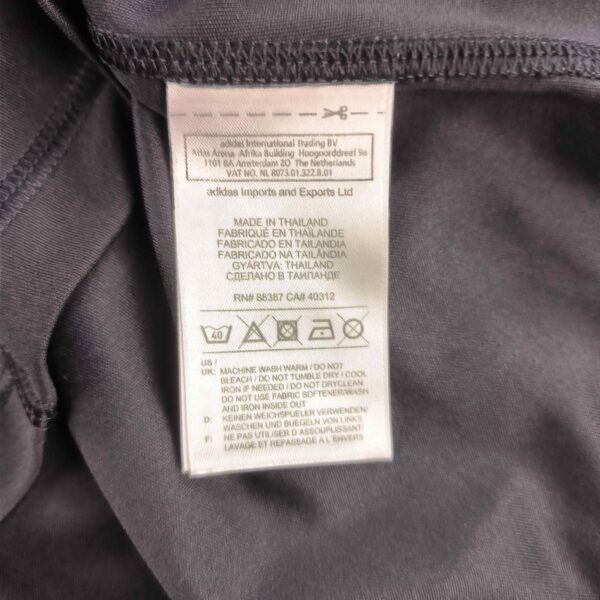 adidas International Trading BV
Atlas Arena Afrika Building Hoogoorddreef 9a
1101 BA Amsterdam ZO The Netherlands
VAT NO. NL 8073.01.322.B.01
adidas Imports and Exports Ltd
MADE IN THAILAND
FABRIQUÉ EN THAÏLANDE
FABRICADO EN TAILANDIA
FABRICADO NA TAILÂNDIA
GYÁRTVA: THAILAND
СДЕЛАНО В ТАИЛАНДЕ
RN# 88387 CA# 40312
40
US /
UK: MACHINE WASH WARM / DO NOT
BLEACH / DO NOT TUMBLE DRY / COOL
IRON IF NEEDED / DO NOT DRYCLEAN
DO NOT USE FABRIC SOFTENER/WASH
AND IRON INSIDE OUT
D: KEINEN WEICHSPUELER VERWENDEN/
WASCHEN UND BUEGELN VON LINKS
F: NE PAS UTILISER D'ASSOUPLISSANT/
LAVAGE ET REPASSAGE A L'ENVERS